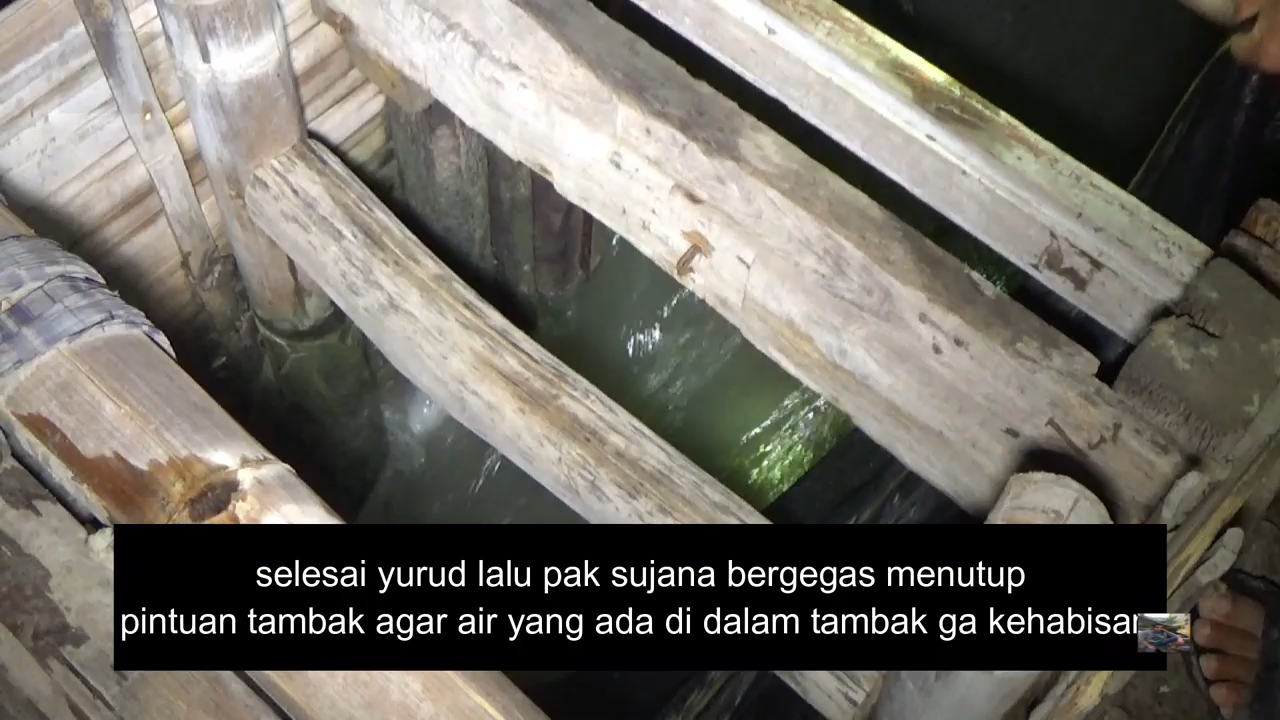 selesai yurud lalu pak sujana bergegas menutup
pintuan tambak agar air yang ada di dalam tambak ga kehabisan